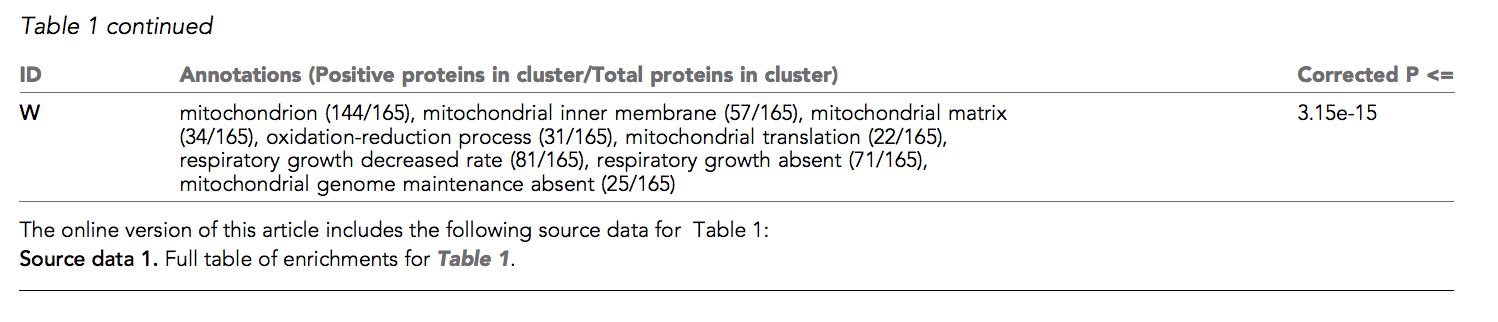 Table 1 continued
ID Annotations (Positive proteins in cluster/Total proteins in cluster) Corrected P <=
W mitochondrion (144/165), mitochondrial inner membrane (57/165), mitochondrial matrix 3.15e-15
(34/165), oxidation-reduction process (31/165), mitochondrial translation (22/165),
respiratory growth decreased rate (81/165), respiratory growth absent (71/165),
mitochondrial genome maintenance absent (25/165)
The online version of this article includes the following source data for Table 1:
Source data 1. Full table of enrichments for Table 1.